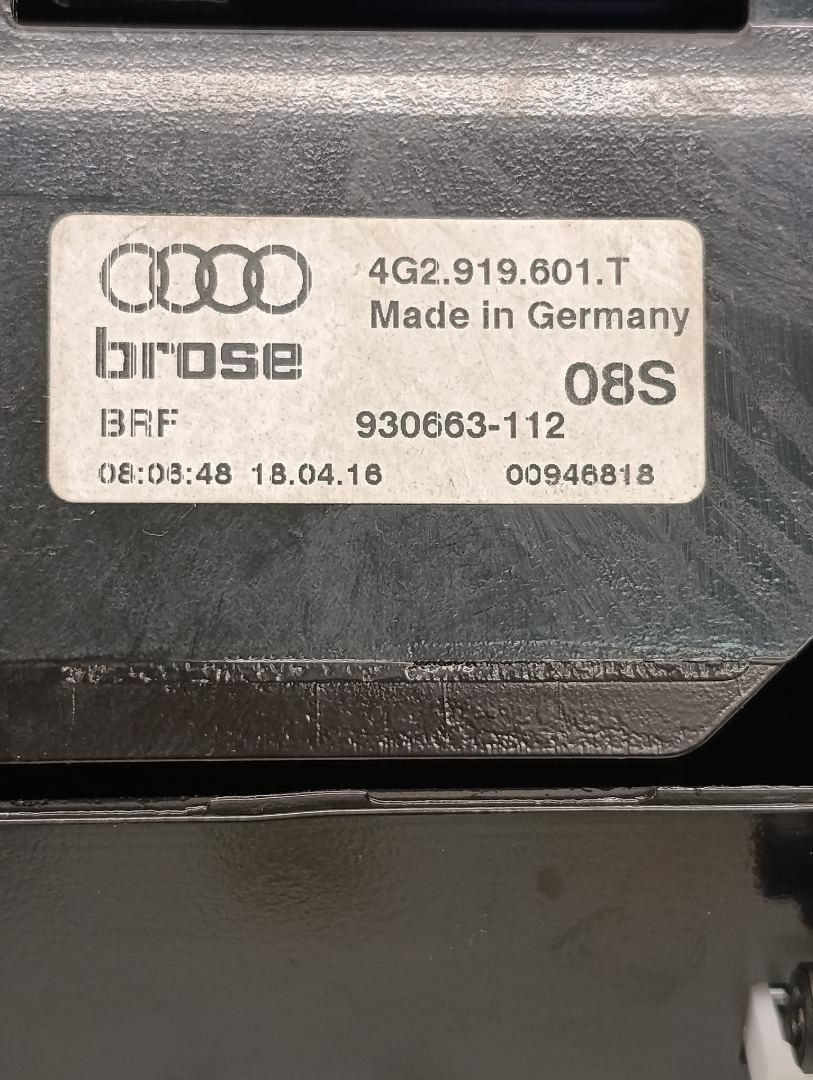 4G2.919.601.T
Made in Germany
brose
08S
BRF 930663-112
08:06:48 18.04.16 00946818